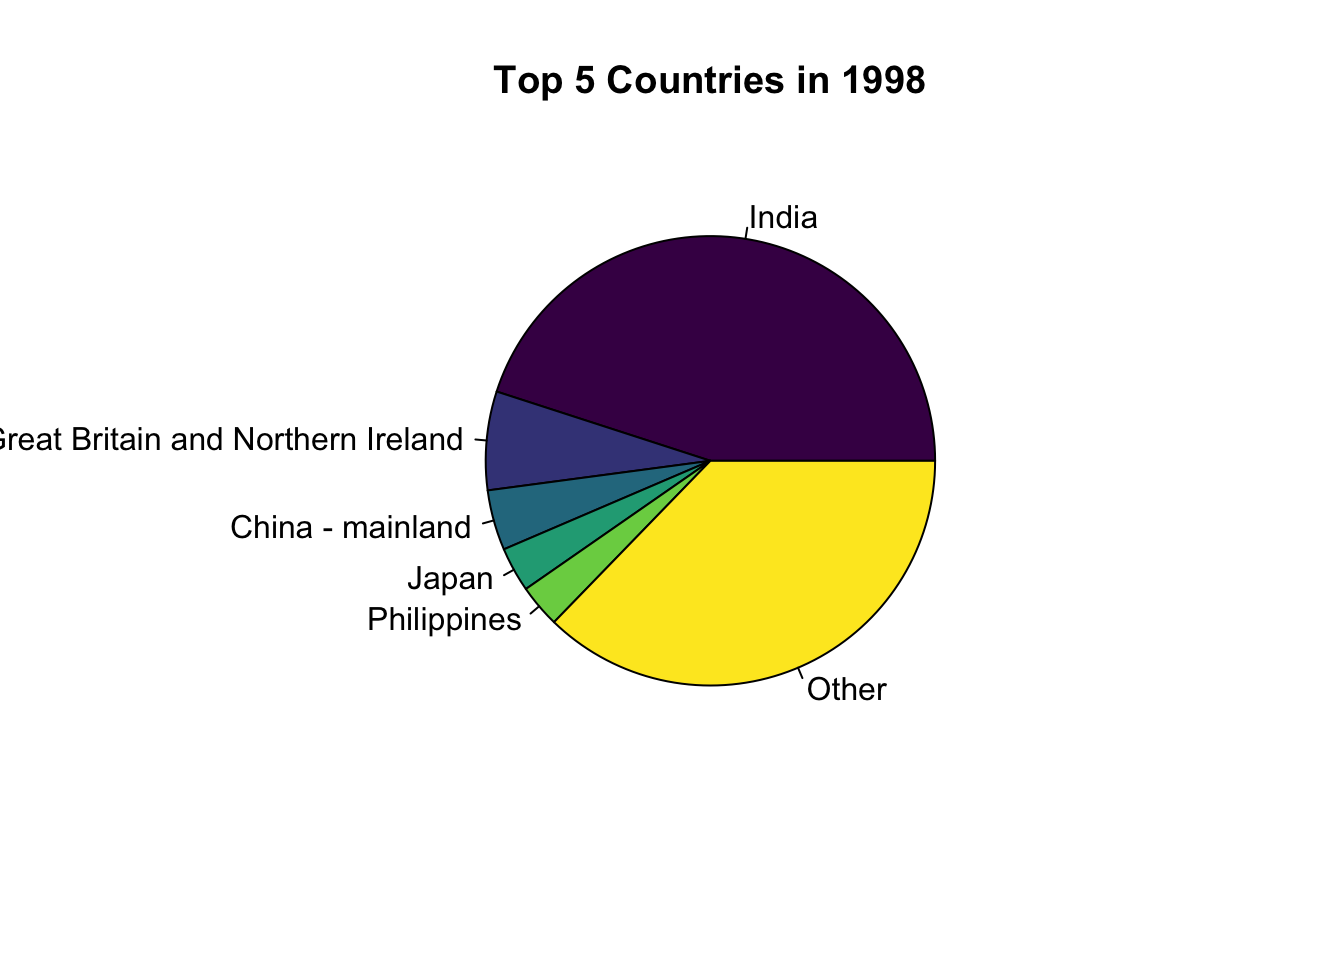 Top 5 Countries in 1998
India
Great Britain and Northern Ireland
China - mainland
Japan
Philippines
Other